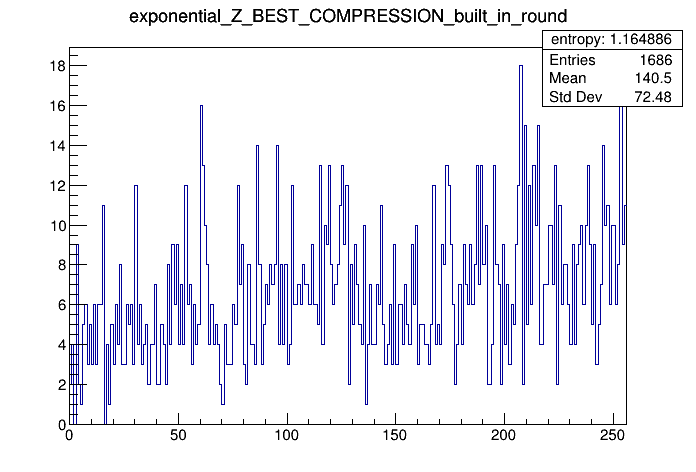 exponential_Z_BEST_COMPRESSION_built_in_round
entropy: 1.164886
Entries 1686
Mean 140.5
Std Dev 72.48
18
16
14
12
10
8
6
4
2
0
0 50 100 150 200 250